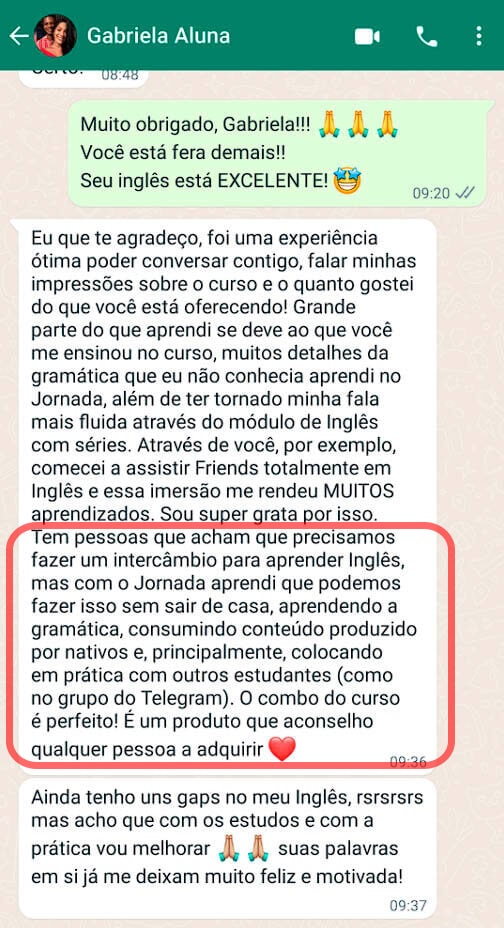 Gabriela Aluna
Certo! 08:48
Muito obrigado, Gabriela!!! 🙏 🙏 🙏
Você está fera demais!!
Seu inglês está EXCELENTE! 🤩
09:20
Eu que te agradeço, foi uma experiência
ótima poder conversar contigo, falar minhas
impressões sobre o curso e o quanto gostei
do que você está oferecendo! Grande
parte do que aprendi se deve ao que você
me ensinou no curso, muitos detalhes da
gramática que eu não conhecia aprendi no
Jornada, além de ter tornado minha fala
mais fluida através do módulo de Inglês
com séries. Através de você, por exemplo,
comecei a assistir Friends totalmente em
Inglês e essa imersão me rendeu MUITOS
aprendizados. Sou super grata por isso.
Tem pessoas que acham que precisamos
fazer um intercâmbio para aprender Inglês,
mas com o Jornada aprendi que podemos
fazer isso sem sair de casa, aprendendo a
gramática, consumindo conteúdo produzido
por nativos e, principalmente, colocando
em prática com outros estudantes (como
no grupo do Telegram). O combo do curso
é perfeito! É um produto que aconselho
qualquer pessoa a adquirir ❤️
09:36
Ainda tenho uns gaps no meu Inglês, rsrsrsrs
mas acho que com os estudos e com a
prática vou melhorar 🙏🏼 🙏🏼 suas palavras
em si já me deixam muito feliz e motivada!
09:37